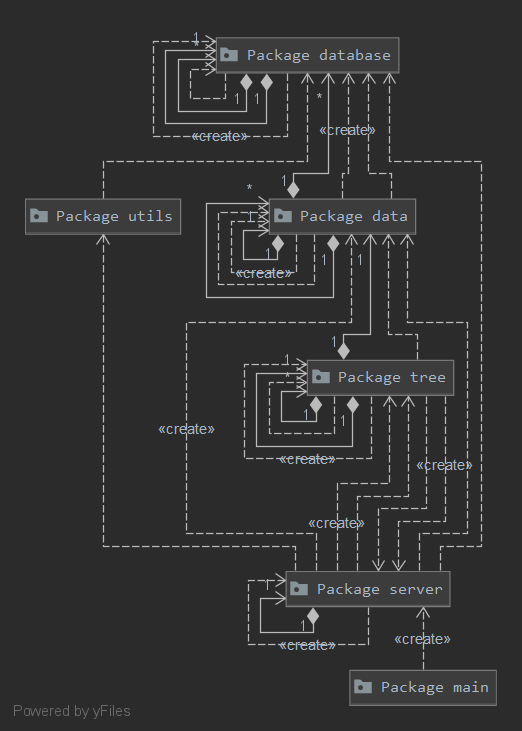 1
*
Package database
1
1
«create»
*
«create»
1
*
Package utils
1
Package data
1
1
«create»
1
1
1
*
Package tree
1
1
«create»
«create»
«create»
«create»
1
Package server
1
«create»
«create»
Package main
Powered by yFiles